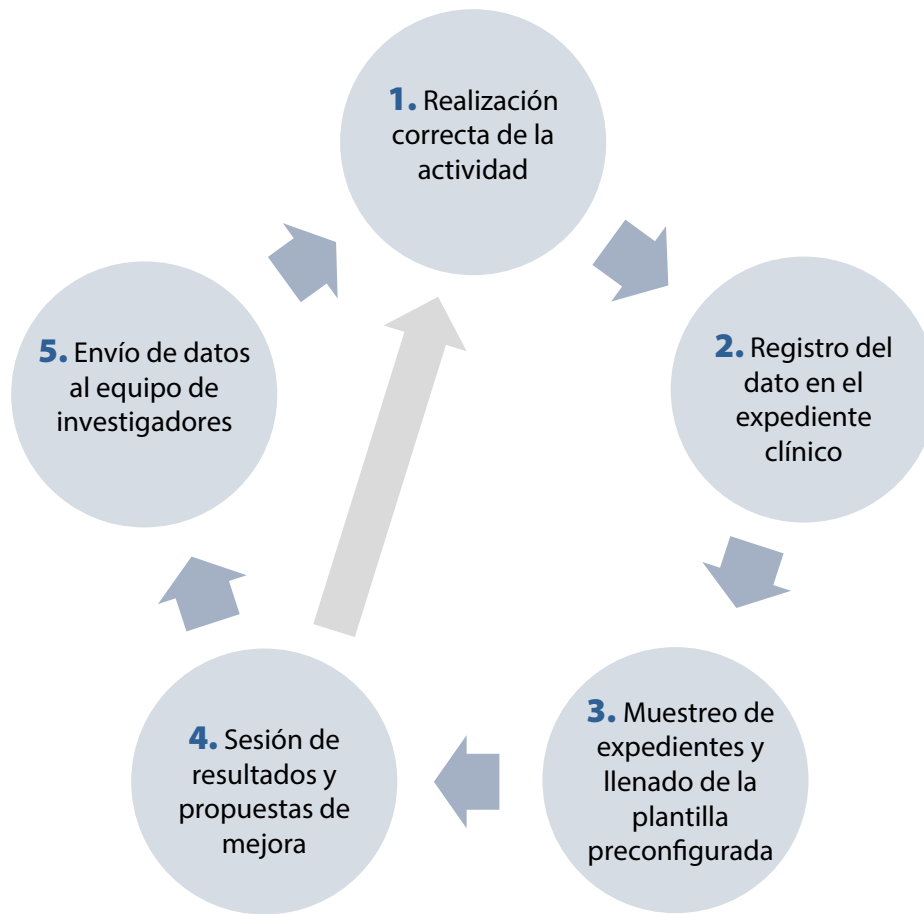 1. Realización
correcta de la
actividad
2. Registro del
dato en el
expediente
clínico
3. Muestreo de
expedientes y
llenado de la
plantilla
preconfigurada
4. Sesión de
resultados y
propuestas de
mejora
5. Envío de datos
al equipo de
investigadores